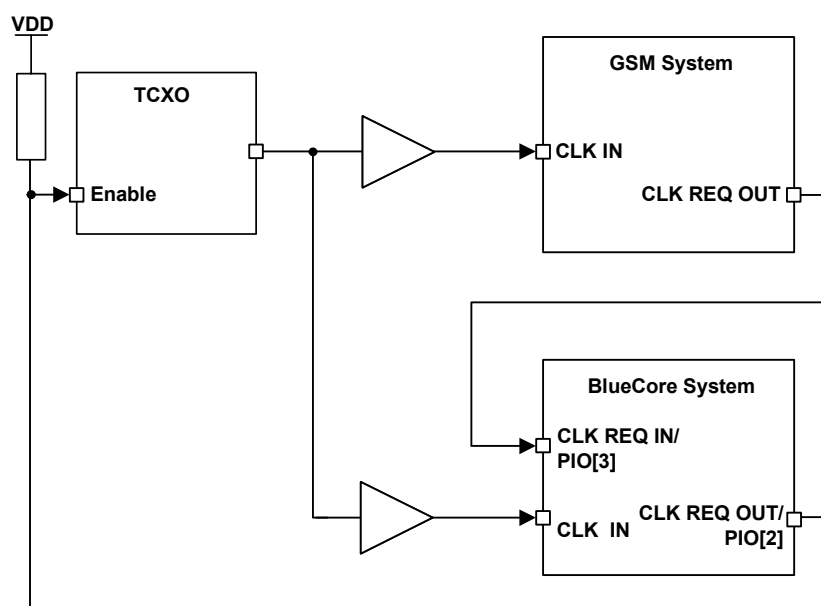 VDD
TCXO
Enable
GSM System
CLK IN
CLK REQ OUT
BlueCore System
CLK REQ IN/
PIO[3]
CLK IN
CLK REQ OUT/
PIO[2]